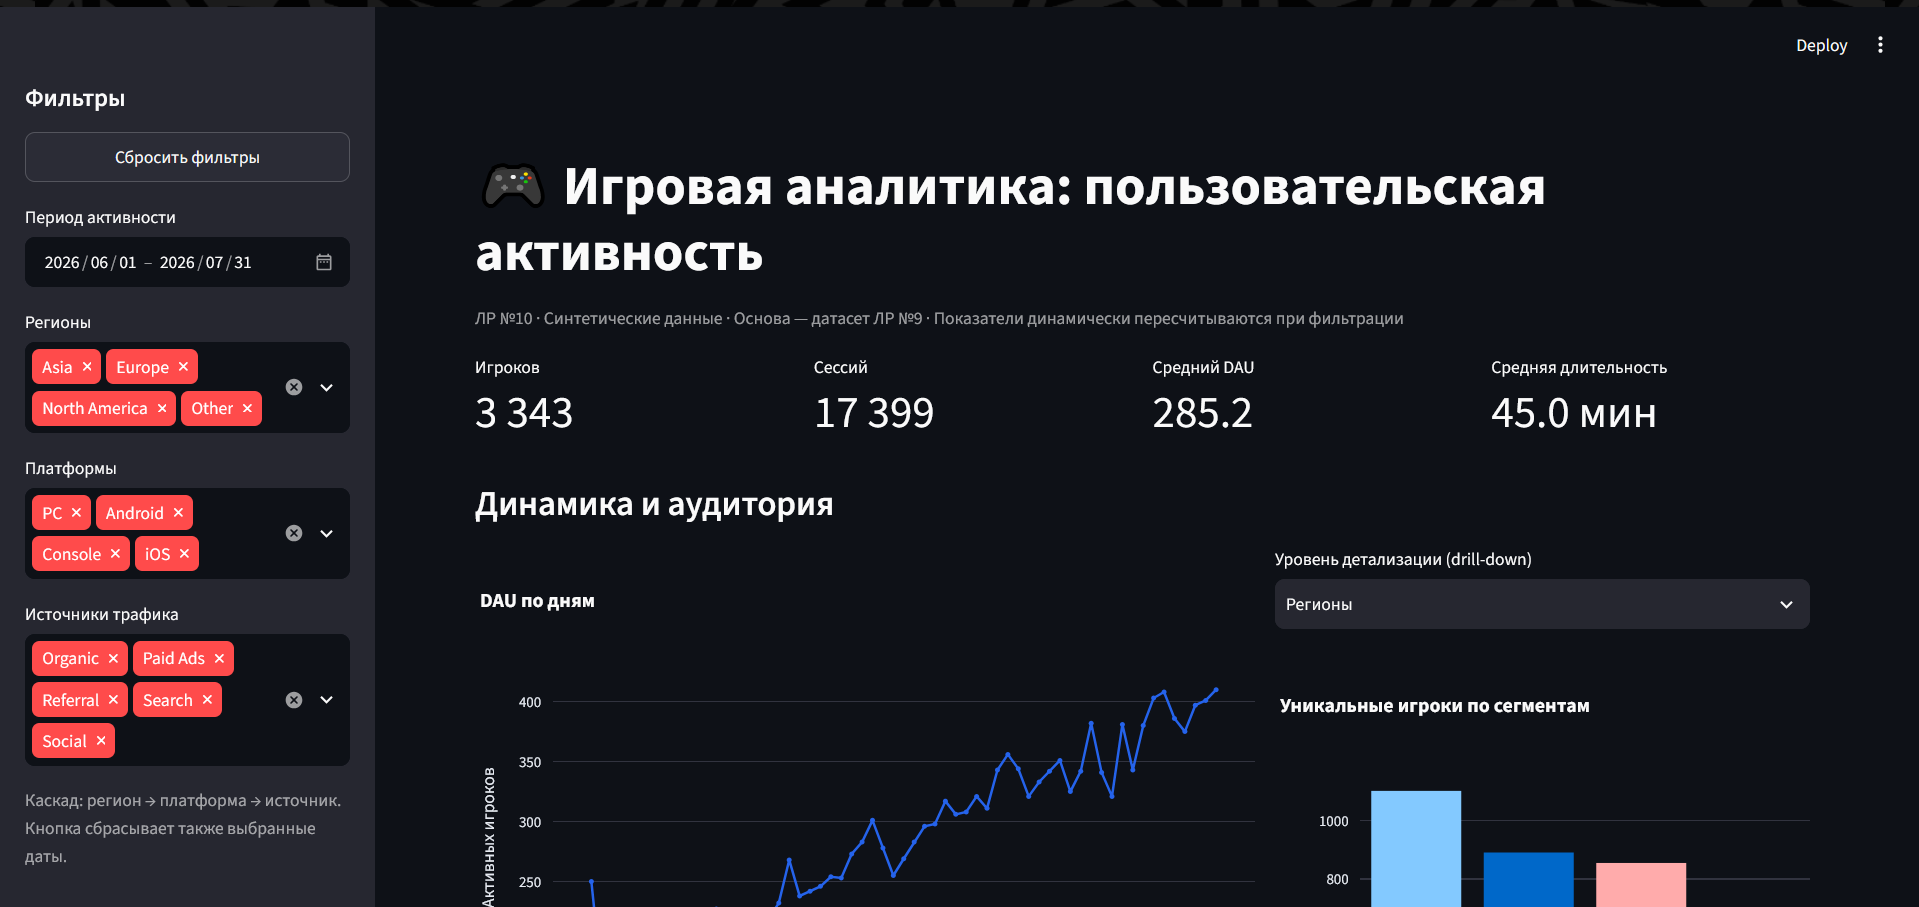 Deploy
Фильтры
Сбросить фильтры
Период активности
2026/06/01 – 2026/07/31
Регионы
Asia Europe
North America Other
Платформы
PC Android
Console iOS
Источники трафика
Organic Paid Ads
Referral Search
Social
Каскад: регион → платформа → источник.
Кнопка сбрасывает также выбранные
даты.
Игровая аналитика: пользовательская
активность
ЛР №10 · Синтетические данные · Основа — датасет ЛР №9 · Показатели динамически пересчитываются при фильтрации
Игроков
3 343
Сессий
17 399
Средний DAU
285.2
Средняя длительность
45.0 мин
Динамика и аудитория
DAU по дням
400
350
300
250
Активных игроков
Уровень детализации (drill-down)
Регионы
Уникальные игроки по сегментам
1000
800